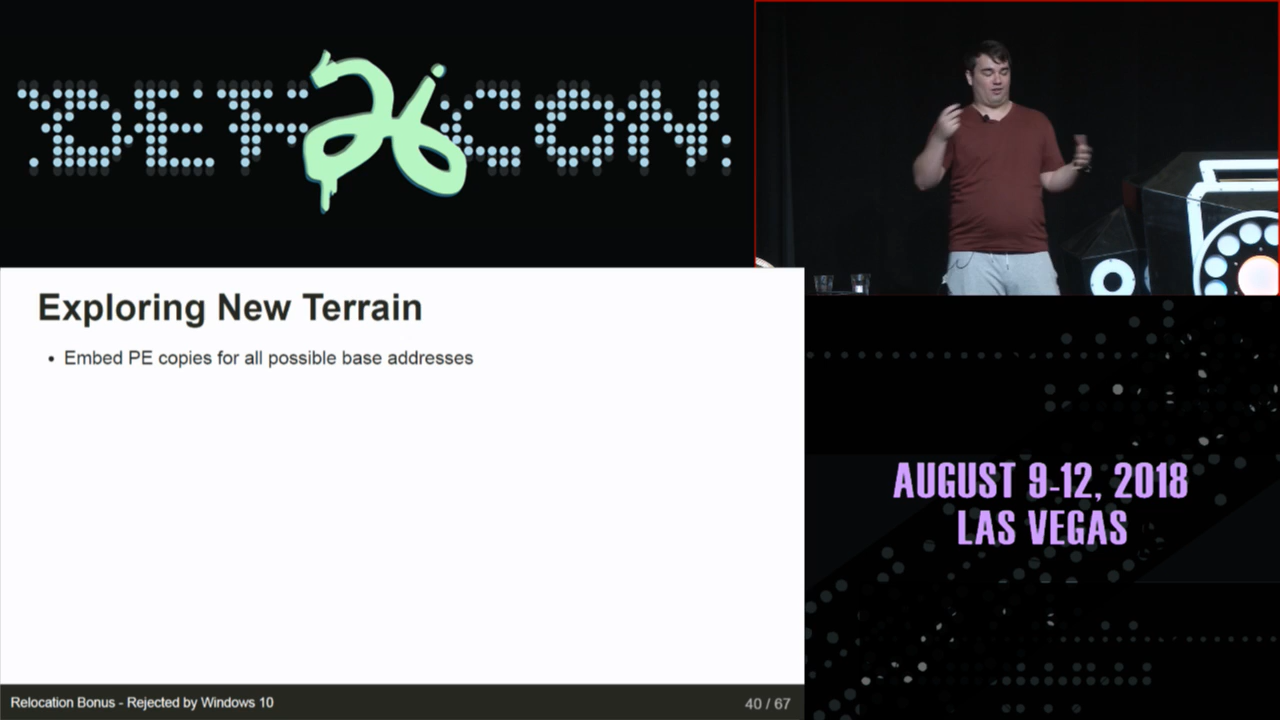 DEF CON
26
Exploring New Terrain
• Embed PE copies for all possible base addresses
Relocation Bonus - Rejected by Windows 10
40 / 67
AUGUST 9-12, 2018
LAS VEGAS